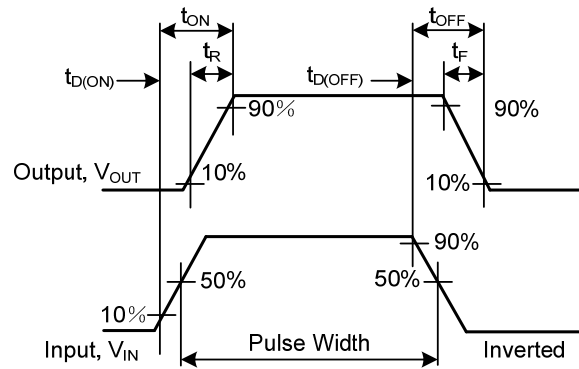 tON tOFF
tR tF
tD(ON) tD(OFF)
90% 90%
Output, VOUT 10% 10%
90%
50% 50%
10%
Input, VIN Pulse Width Inverted